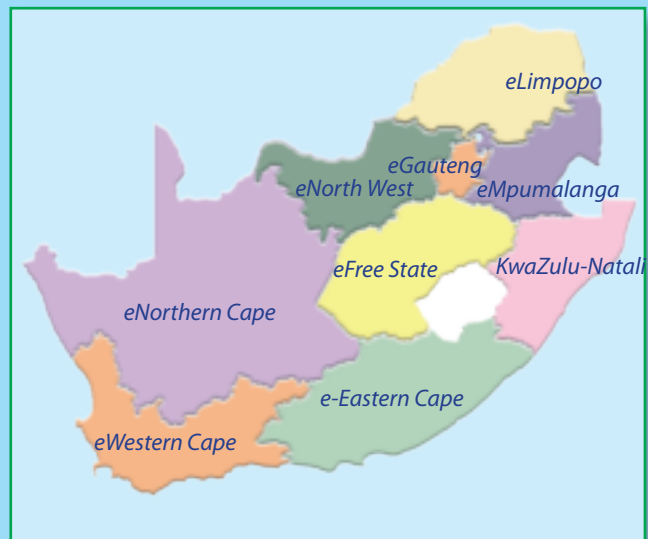 eLimpopo
eGauteng
eNorth West
eMpumalanga
eFree State
KwaZulu-Natali
eNorthern Cape
e-Eastern Cape
eWestern Cape